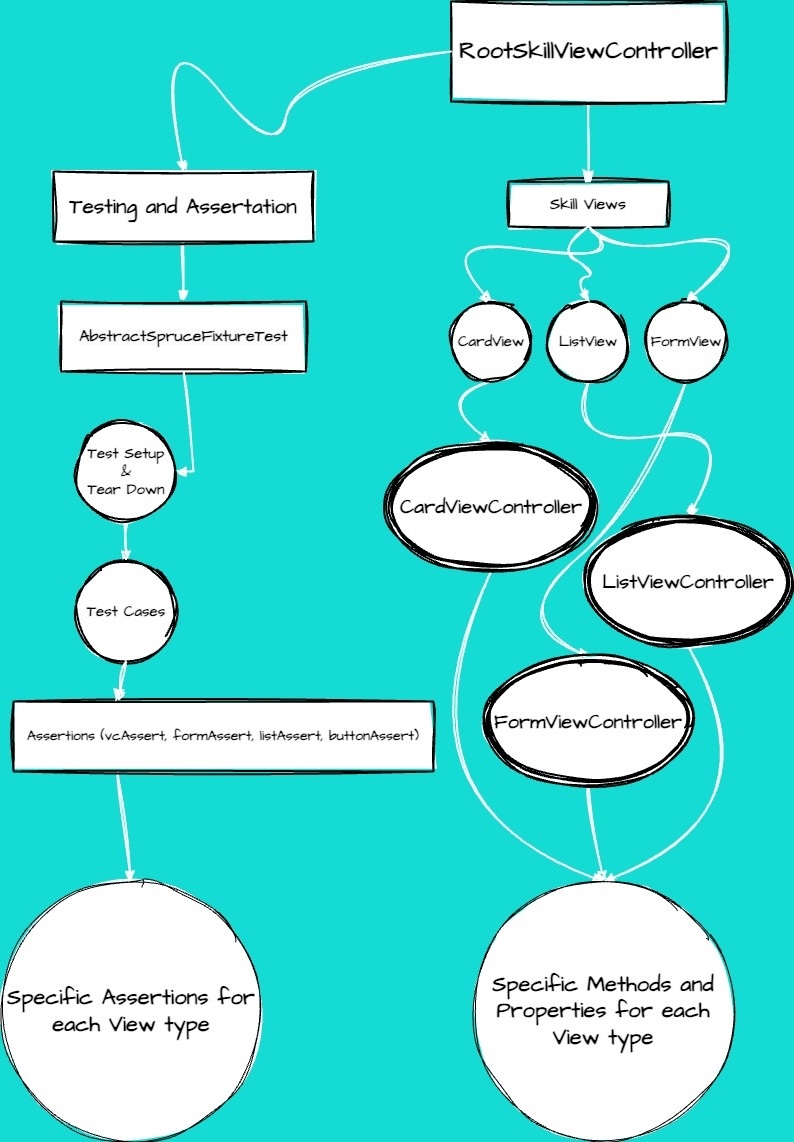 RootSkillViewController
Testing and Assertation
Skill Views
AbstractSpruceFixtureTest
CardView
ListView
FormView
Test Setup
&
Tear Down
CardViewController
ListViewController
Test Cases
FormViewController
Assertions (vcAssert, formAssert, listAssert, buttonAssert)
Specific Assertions for
each View type
Specific Methods and
Properties for each
View type